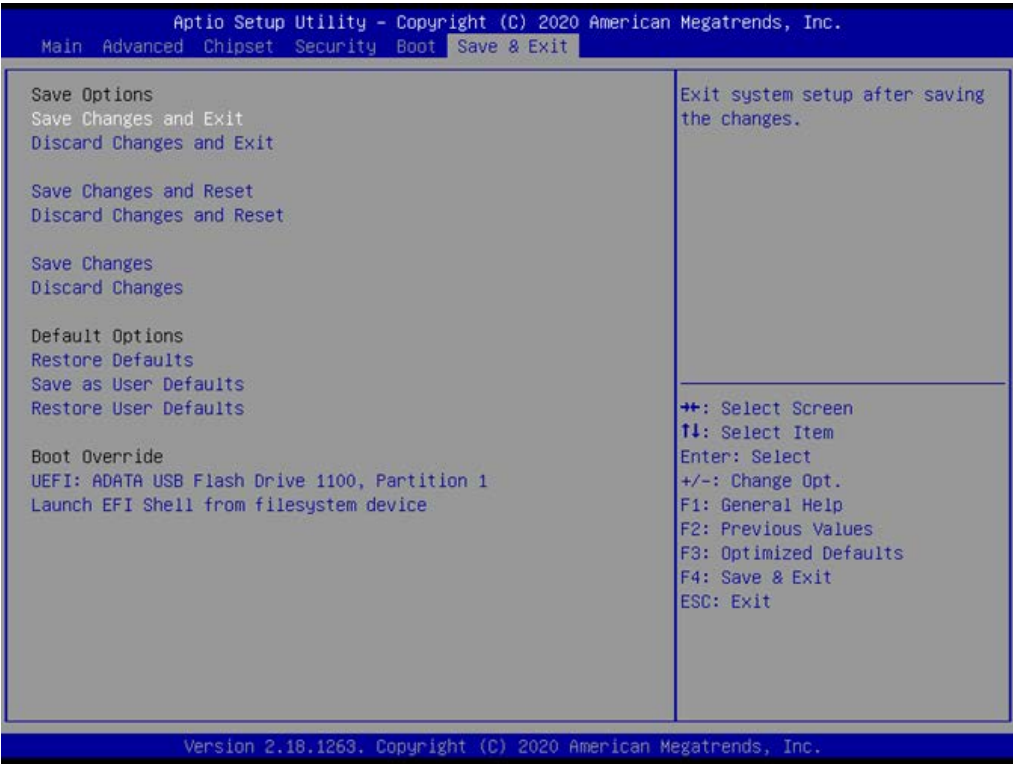 Aptio Setup Utility – Copyright (C) 2020 American Megatrends, Inc.
Main Advanced Chipset Security Boot Save & Exit
Save Options
Save Changes and Exit
Discard Changes and Exit
Save Changes and Reset
Discard Changes and Reset
Save Changes
Discard Changes
Default Options
Restore Defaults
Save as User Defaults
Restore User Defaults
Boot Override
UEFI: ADATA USB Flash Drive 1100, Partition 1
Launch EFI Shell from filesystem device
Exit system setup after saving
the changes.
→←: Select Screen
↑↓: Select Item
Enter: Select
+/-: Change Opt.
F1: General Help
F2: Previous Values
F3: Optimized Defaults
F4: Save & Exit
ESC: Exit
Version 2.18.1263. Copyright (C) 2020 American Megatrends, Inc.